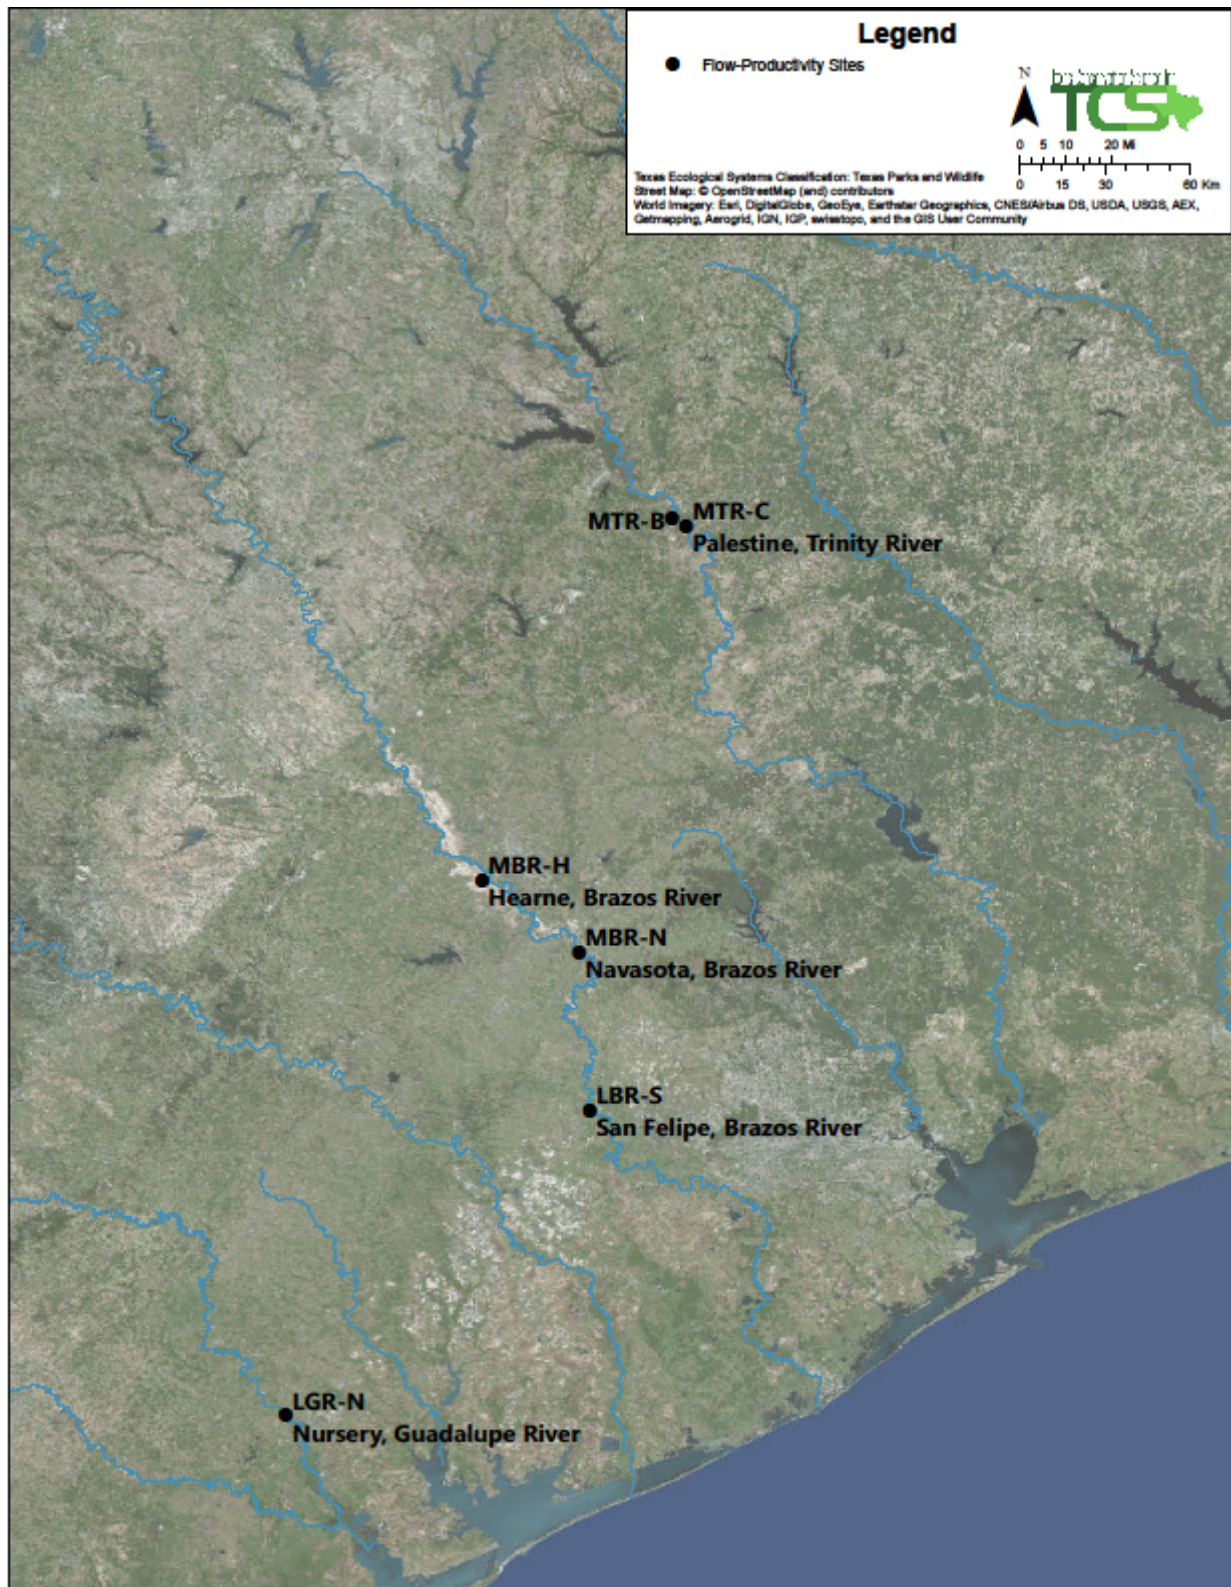 Legend
Flow-Productivity Sites
N
TCS
0 5 10 20 Mi
0 15 30 60 Km
Texas Ecological Systems Classification: Texas Parks and Wildlife
Street Map: © OpenStreetMap (and) contributors
World Imagery: Esri, DigitalGlobe, GeoEye, Earthstar Geographics, CNES/Airbus DS, USDA, USGS, AEX,
Getmapping, Aerogrid, IGN, IGP, swisstopo, and the GIS User Community
MTR-B
MTR-C
Palestine, Trinity River
MBR-H
Hearne, Brazos River
MBR-N
Navasota, Brazos River
LBR-S
San Felipe, Brazos River
LGR-N
Nursery, Guadalupe River